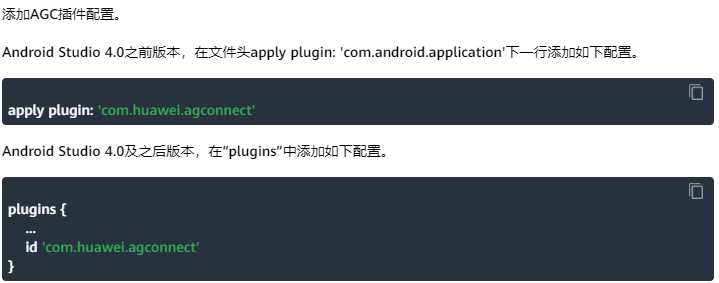 添加AGC插件配置。
Android Studio 4.0之前版本，在文件头apply plugin: 'com.android.application'下一行添加如下配置。
apply plugin: 'com.huawei.agconnect'
Android Studio 4.0及之后版本，在“plugins”中添加如下配置。
plugins {
...
id 'com.huawei.agconnect'
}